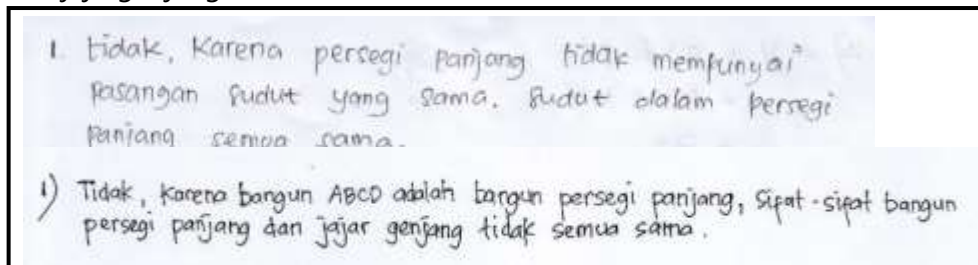 1. tidak, Karena persegi panjang tidak mempunyai
pasangan sudut yang sama. Sudut dalam persegi
panjang semua sama.
1) Tidak, karena bangun ABCD adalah bangun persegi panjang, sifat-sifat bangun
persegi panjang dan jajar genjang tidak semua sama.